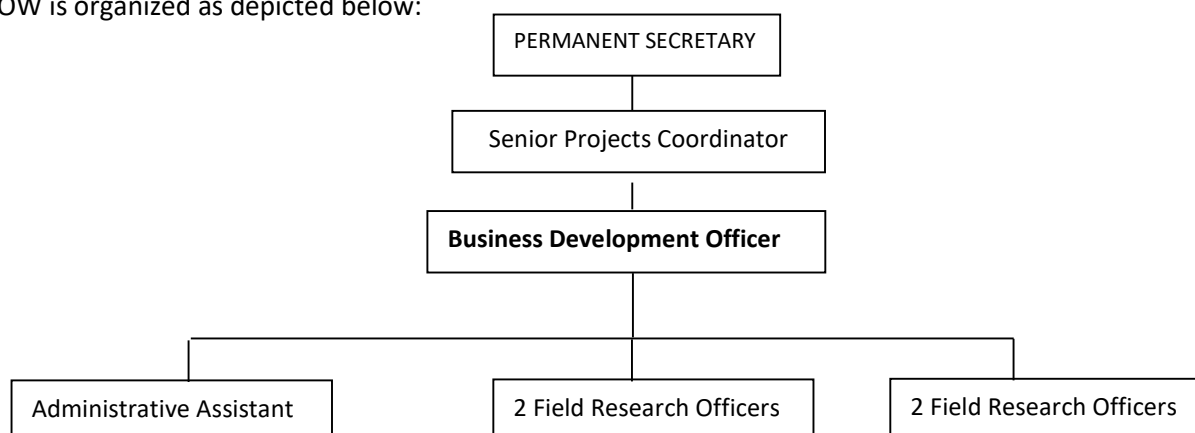 OW is organized as depicted below:
PERMANENT SECRETARY
Senior Projects Coordinator
Business Development Officer
Administrative Assistant
2 Field Research Officers
2 Field Research Officers